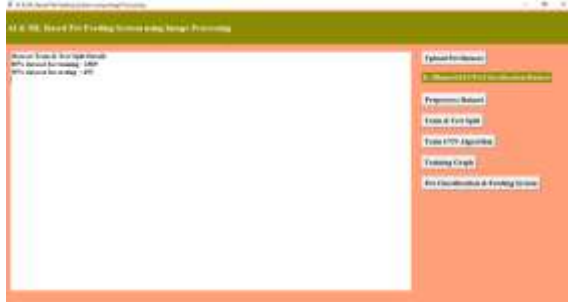 AI & ML Based Pet Feeding System using Image Processing
Dataset Train & Test Split Details
80% dataset for training
20% dataset for testing
Upload Pet Dataset
Preprocess Dataset
Train & Test Split
Train CNN Algorithm
Training Graph
Pet Classification & Feeding System